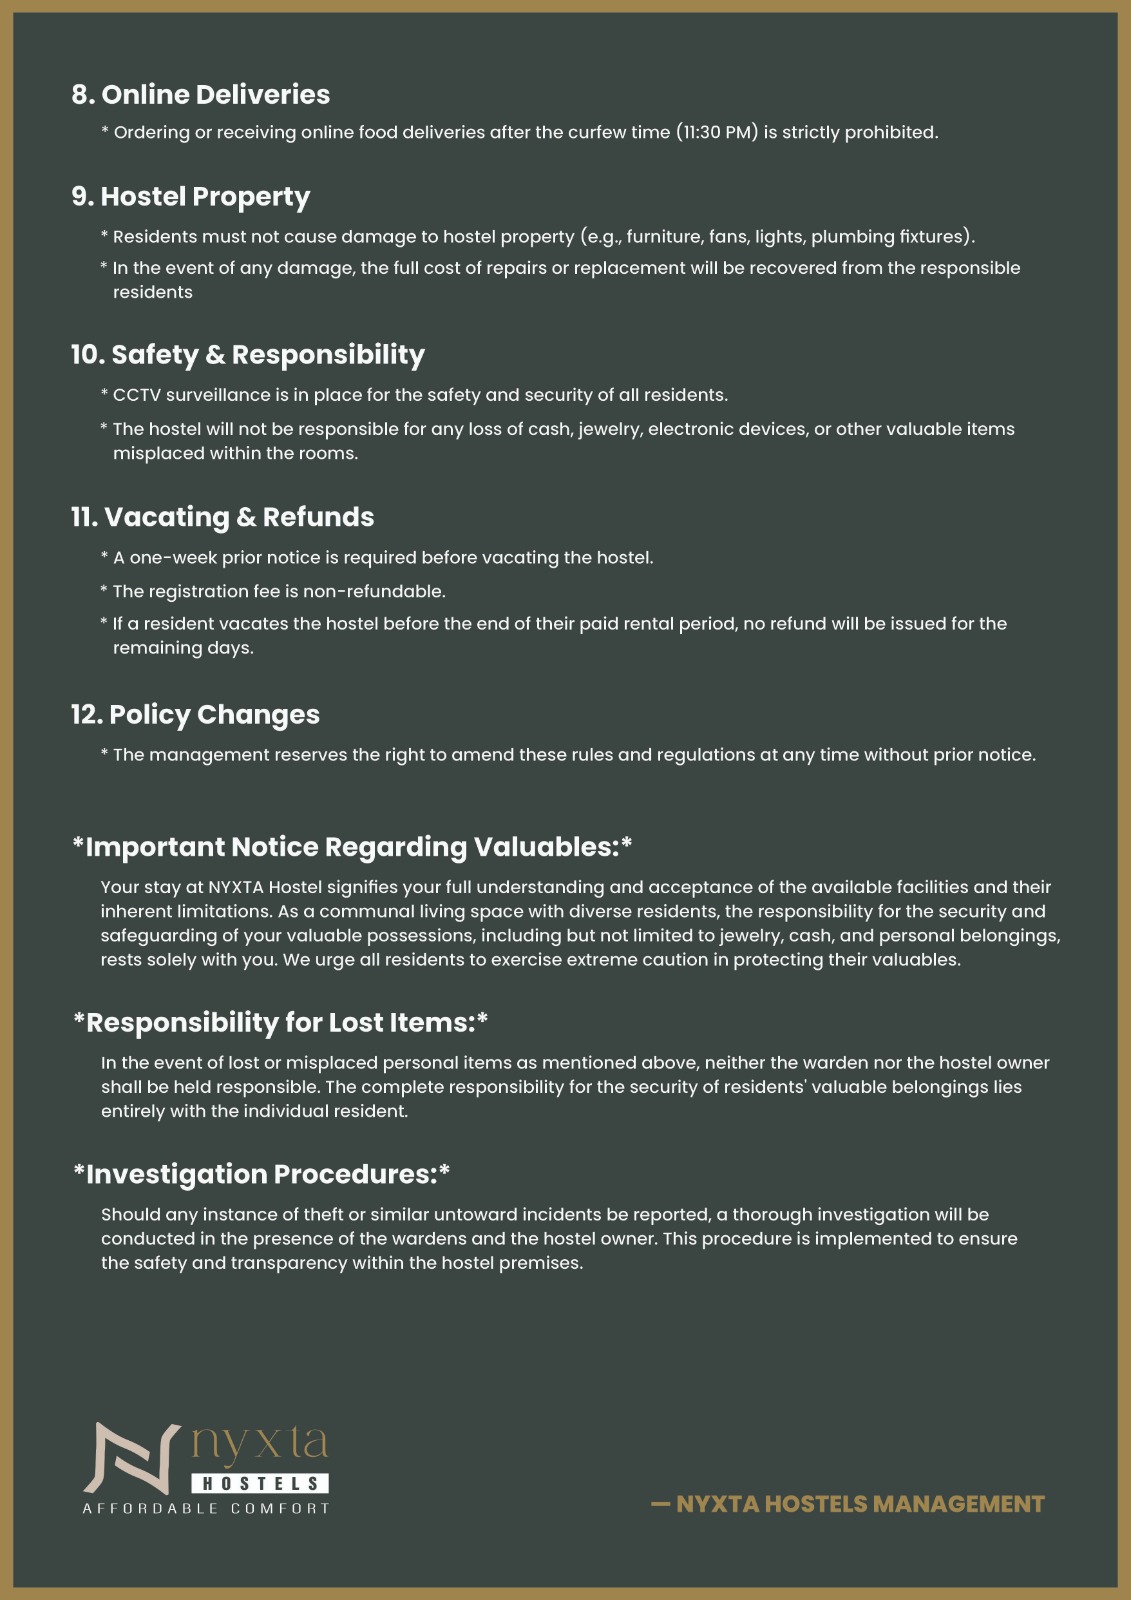 8. Online Deliveries
* Ordering or receiving online food deliveries after the curfew time (11:30 PM) is strictly prohibited.
9. Hostel Property
* Residents must not cause damage to hostel property (e.g., furniture, fans, lights, plumbing fixtures).
* In the event of any damage, the full cost of repairs or replacement will be recovered from the responsible
residents
10. Safety & Responsibility
* CCTV surveillance is in place for the safety and security of all residents.
* The hostel will not be responsible for any loss of cash, jewelry, electronic devices, or other valuable items
misplaced within the rooms.
11. Vacating & Refunds
* A one-week prior notice is required before vacating the hostel.
* The registration fee is non-refundable.
* If a resident vacates the hostel before the end of their paid rental period, no refund will be issued for the
remaining days.
12. Policy Changes
* The management reserves the right to amend these rules and regulations at any time without prior notice.
*Important Notice Regarding Valuables:*
Your stay at NYXTA Hostel signifies your full understanding and acceptance of the available facilities and their
inherent limitations. As a communal living space with diverse residents, the responsibility for the security and
safeguarding of your valuable possessions, including but not limited to jewelry, cash, and personal belongings,
rests solely with you. We urge all residents to exercise extreme caution in protecting their valuables.
*Responsibility for Lost Items:*
In the event of lost or misplaced personal items as mentioned above, neither the warden nor the hostel owner
shall be held responsible. The complete responsibility for the security of residents' valuable belongings lies
entirely with the individual resident.
*Investigation Procedures:*
Should any instance of theft or similar untoward incidents be reported, a thorough investigation will be
conducted in the presence of the wardens and the hostel owner. This procedure is implemented to ensure
the safety and transparency within the hostel premises.
nyxta
HOSTELS
AFFORDABLE COMFORT
— NYXTA HOSTELS MANAGEMENT